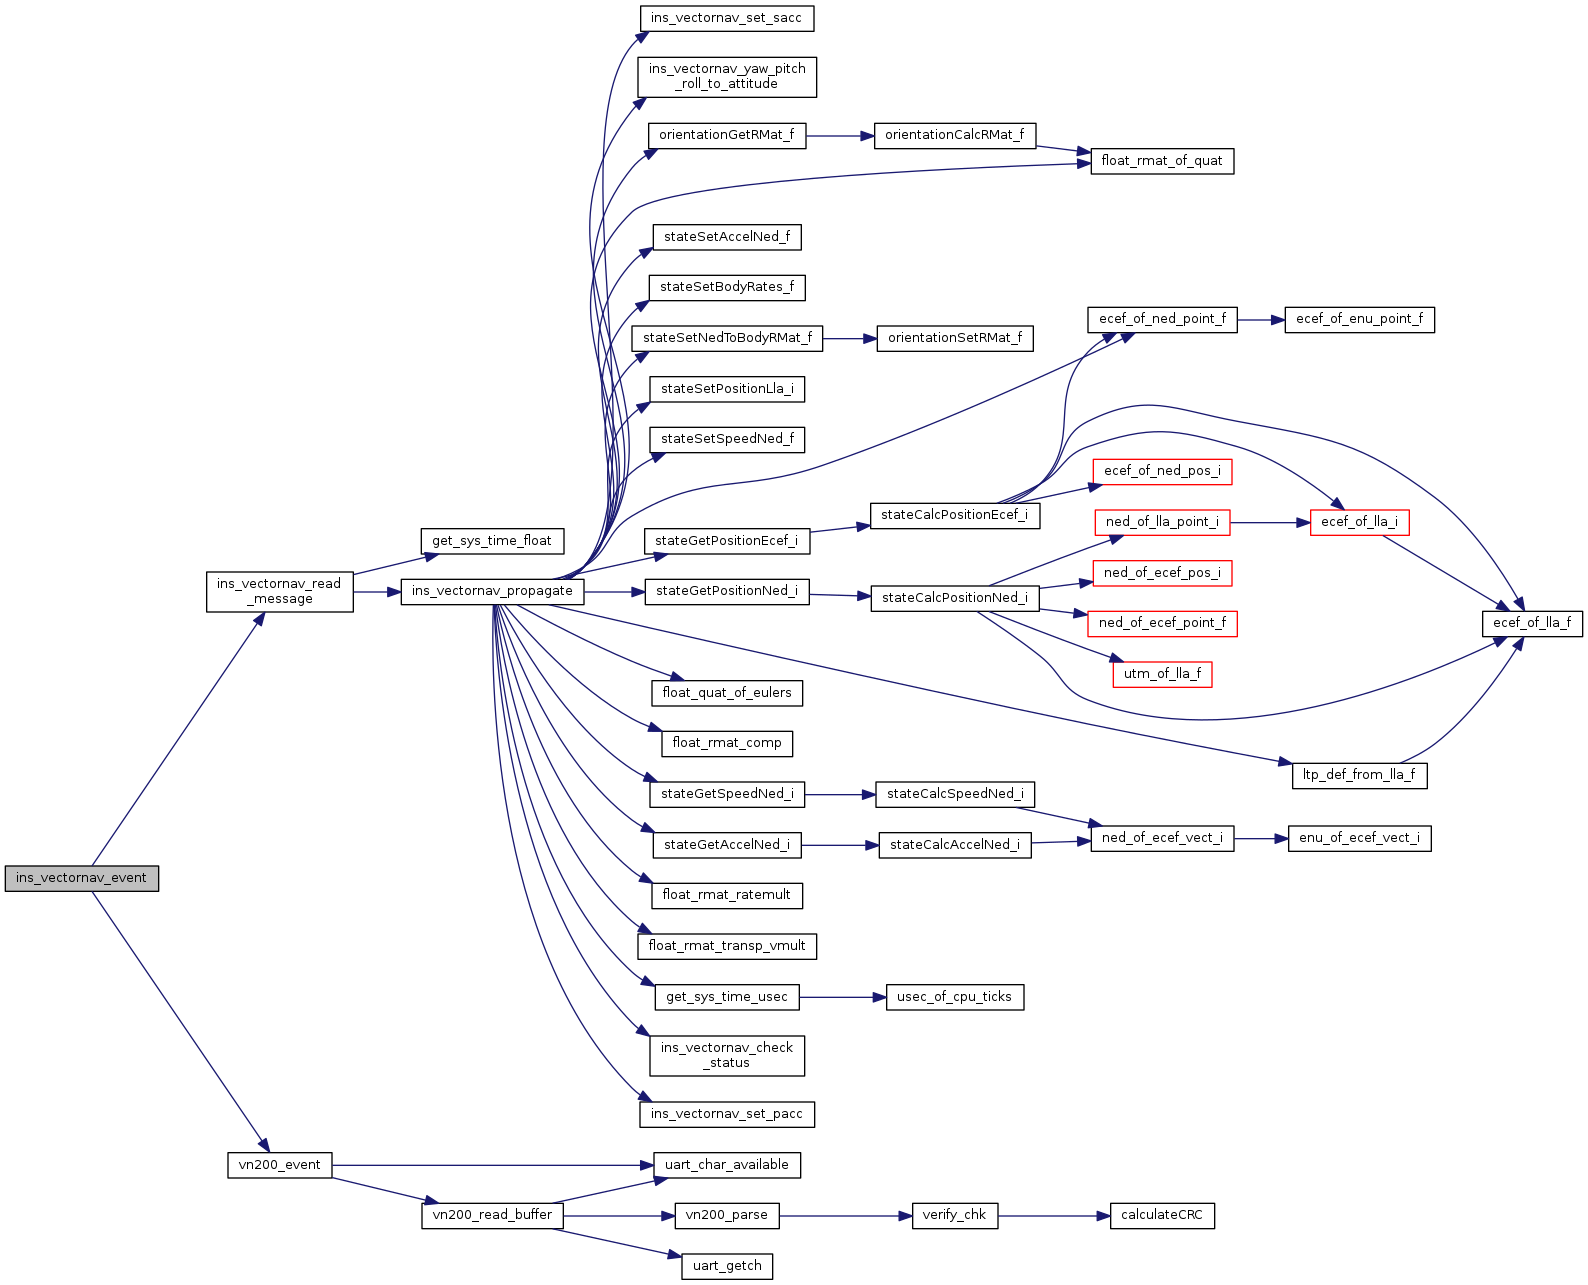 ins_vectornav_set_sacc
ins_vectornav_yaw_pitch
_roll_to_attitude
orientationGetRMat_f
orientationCalcRMat_f
float_rmat_of_quat
stateSetAccelNed_f
stateSetBodyRates_f
stateSetNedToBodyRMat_f
orientationSetRMat_f
ecef_of_ned_point_f
ecef_of_enu_point_f
stateSetPositionLla_i
stateSetSpeedNed_f
ecef_of_ned_pos_i
stateCalcPositionEcef_i
ned_of_lla_point_i
ecef_of_lla_i
get_sys_time_float
stateGetPositionEcef_i
ins_vectornav_read
_message
ins_vectornav_propagate
stateGetPositionNed_i
stateCalcPositionNed_i
ned_of_ecef_pos_i
ned_of_ecef_point_f
ecef_of_lla_f
utm_of_lla_f
float_quat_of_eulers
float_rmat_comp
ltp_def_from_lla_f
stateGetSpeedNed_i
stateCalcSpeedNed_i
stateGetAccelNed_i
stateCalcAccelNed_i
ned_of_ecef_vect_i
enu_of_ecef_vect_i
ins_vectornav_event
float_rmat_ratemult
float_rmat_transp_vmult
get_sys_time_usec
usec_of_cpu_ticks
ins_vectornav_check
_status
ins_vectornav_set_pacc
vn200_event
uart_char_available
vn200_read_buffer
vn200_parse
verify_chk
calculateCRC
uart_getch